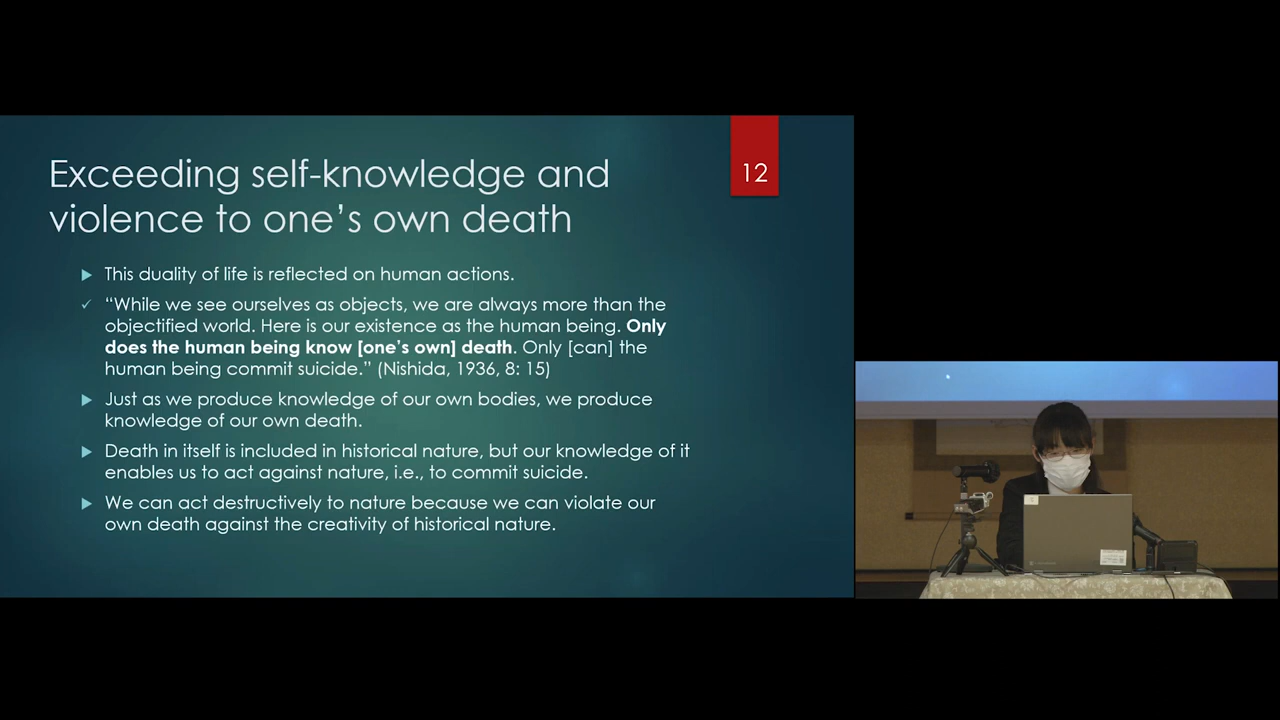 Exceeding self-knowledge and
violence to one's own death
12
This duality of life is reflected on human actions.
“While we see ourselves as objects, we are always more than the
objectified world. Here is our existence as the human being. Only
does the human being know [one's own] death. Only [can] the
human being commit suicide.” (Nishida, 1936, 8: 15)
Just as we produce knowledge of our own bodies, we produce
knowledge of our own death.
Death in itself is included in historical nature, but our knowledge of it
enables us to act against nature, i.e., to commit suicide.
We can act destructively to nature because we can violate our
own death against the creativity of historical nature.